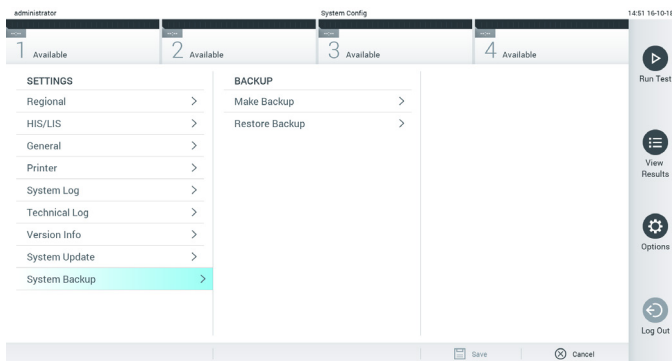 administrator System Config 14:51 16-10-18
--:-- --:-- --:-- --:--
1 Available 2 Available 3 Available 4 Available
Run Test
SETTINGS BACKUP
Regional Make Backup
HIS/LIS Restore Backup
General
Printer
View Results
System Log
Technical Log
Version Info
Options
System Update
System Backup
Log Out
Save Cancel